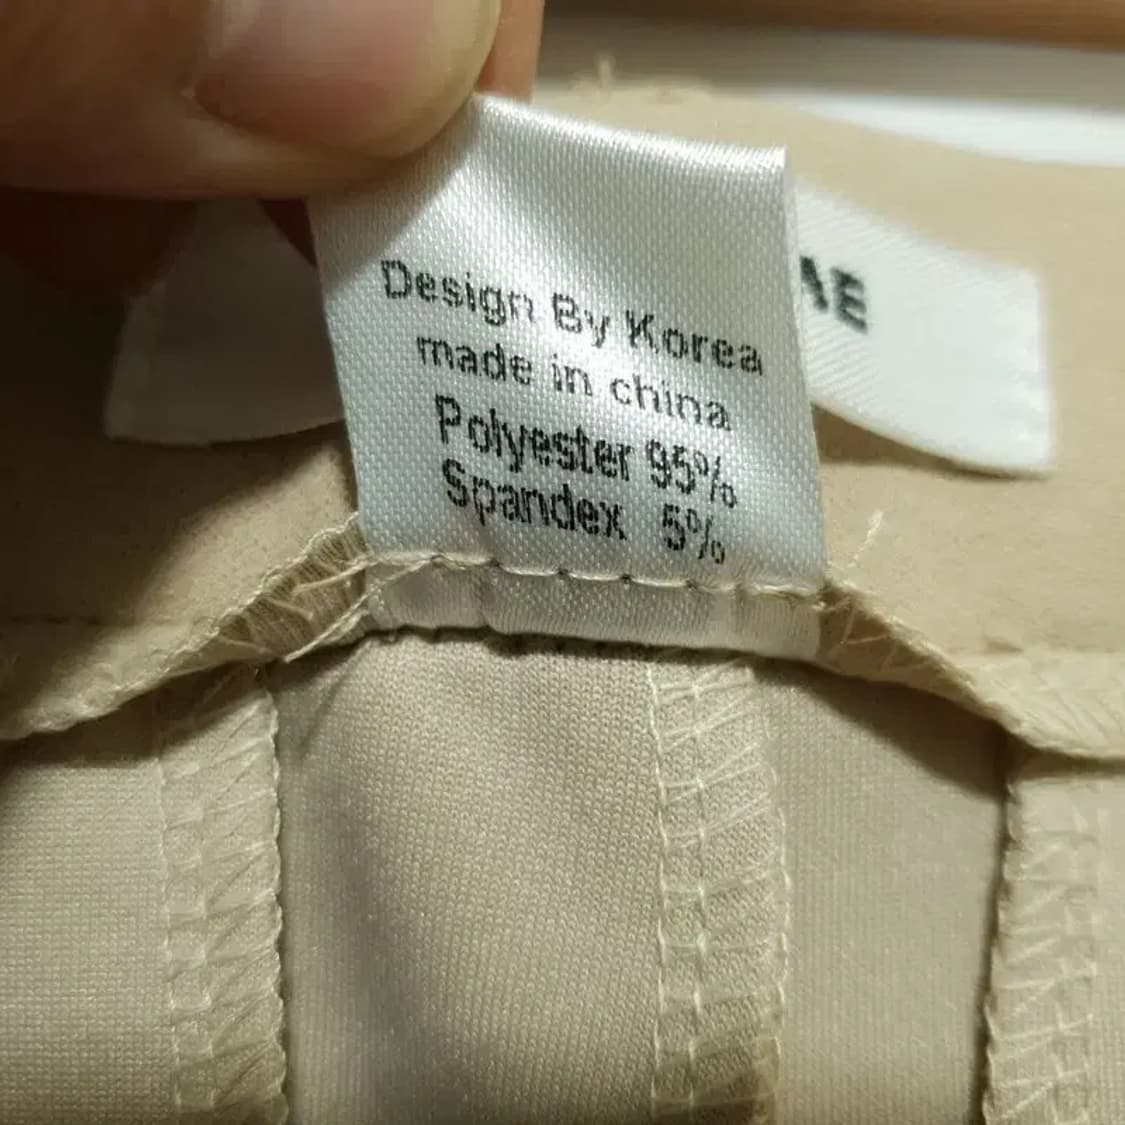 Design By Korea
made in china
Polyester 95%
Spandex 5%